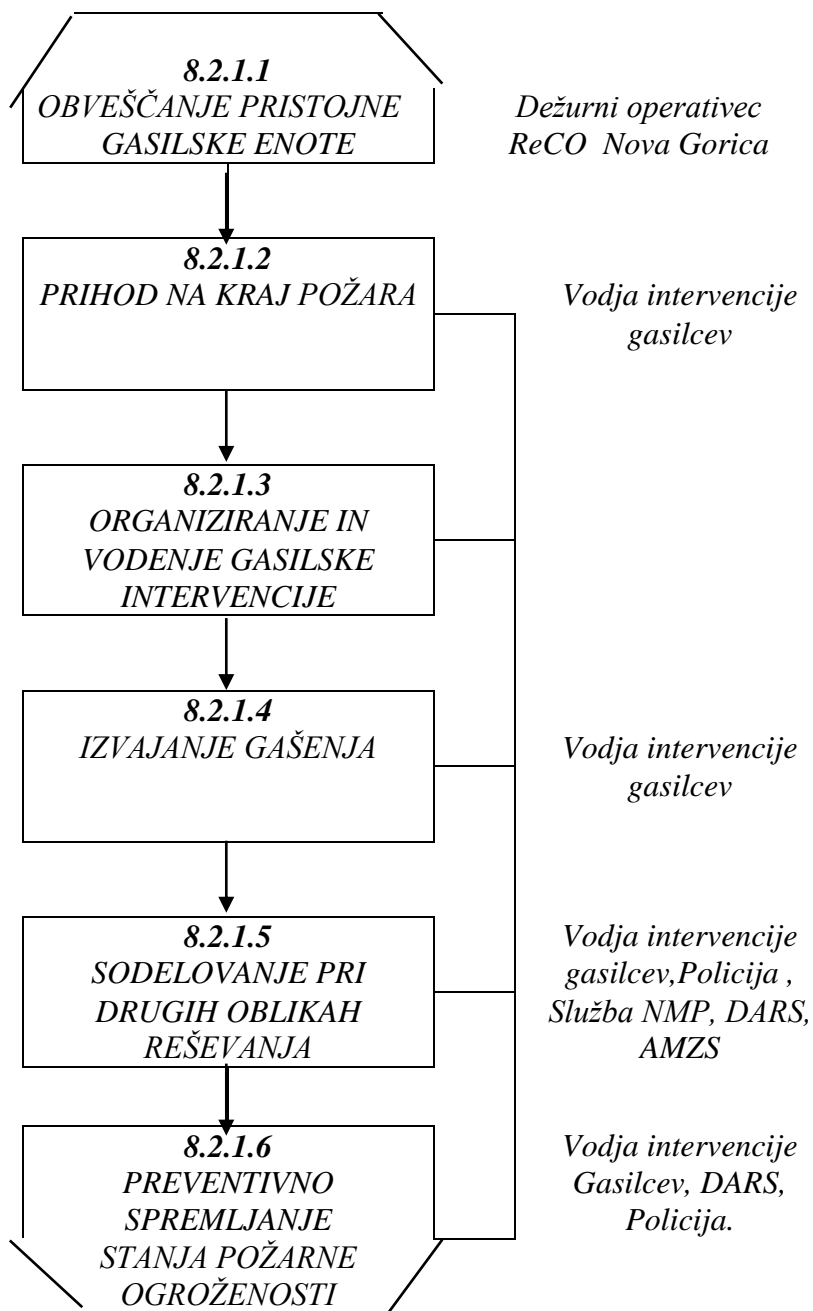 8.2.1.1
OBVEŠČANJE PRISTOJNE
GASILSKE ENOTE
Dežurni operativec
ReCO Nova Gorica
8.2.1.2
PRIHOD NA KRAJ POŽARA
Vodja intervencije
gasilcev
8.2.1.3
ORGANIZIRANJE IN
VODENJE GASILSKE
INTERVENCIJE
8.2.1.4
IZVAJANJE GAŠENJA
Vodja intervencije
gasilcev
8.2.1.5
SODELOVANJE PRI
DRUGIH OBLIKAH
REŠEVANJA
Vodja intervencije
gasilcev,Policija ,
Služba NMP, DARS,
AMZS
8.2.1.6
PREVENTIVNO
SPREMLJANJE
STANJA POŽARNE
OGROŽENOSTI
Vodja intervencije
Gasilcev, DARS,
Policija.